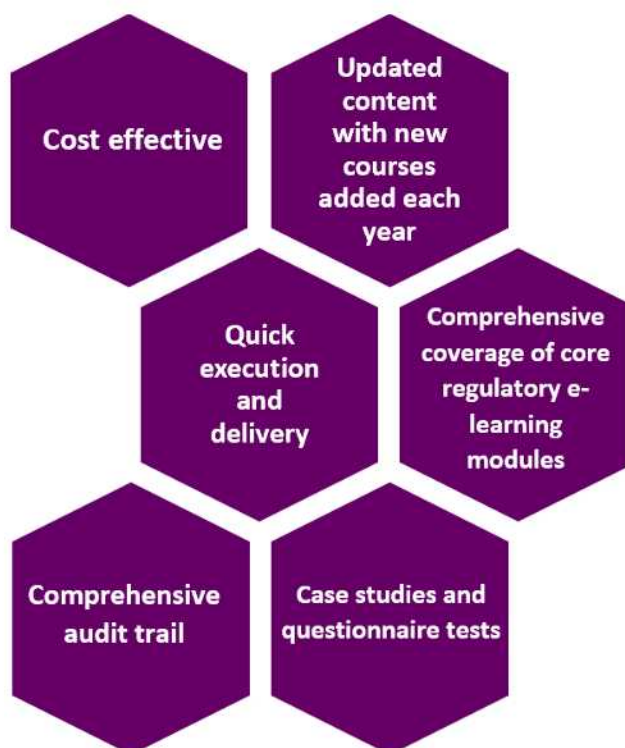 Cost effective
Updated
content
with new
courses
added each
year
Quick
execution
and
delivery
Comprehensive
coverage of core
regulatory e-
learning
modules
Comprehensive
audit trail
Case studies and
questionnaire tests